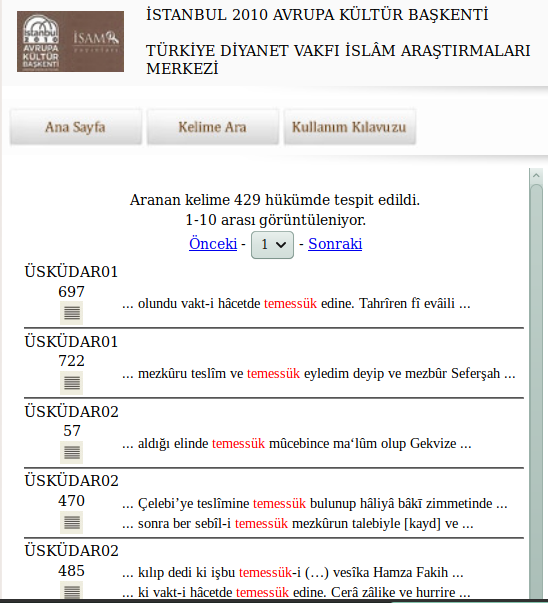 İSTANBUL 2010 AVRUPA KÜLTÜR BAŞKENTİ
istanbul
2010
AVRUPA
KÜLTÜR
BAŞKENTİ
İSAM
TÜRKİYE DİYANET VAKFI İSLÂM ARAŞTIRMALARI
MERKEZİ
Ana Sayfa
Kelime Ara
Kullanım Kılavuzu
Aranan kelime 429 hükümde tespit edildi.
1-10 arası görüntüleniyor.
Önceki - 1 - Sonraki
ÜSKÜDAR01
697
... olundu vakt-i hâcetde temessük edine. Tahrîren fî evâili ...
ÜSKÜDAR01
722
... mezkûru teslîm ve temessük eyledim deyip ve mezbûr Seferşah ...
ÜSKÜDAR02
57
... aldığı elinde temessük mûcebince ma‘lûm olup Gekvize ...
ÜSKÜDAR02
470
... Çelebi’ye teslîmine temessük bulunup hâliyâ bâkī zimmetinde ...
... sonra ber sebîl-i temessük mezkûrun talebiyle [kayd] ve ...
ÜSKÜDAR02
485
... kılıp dedi ki işbu temessük-i (…) vesîka Hamza Fakih ...
... ki vakt-i hâcetde temessük edine. Cerâ zâlike ve hurrire ...